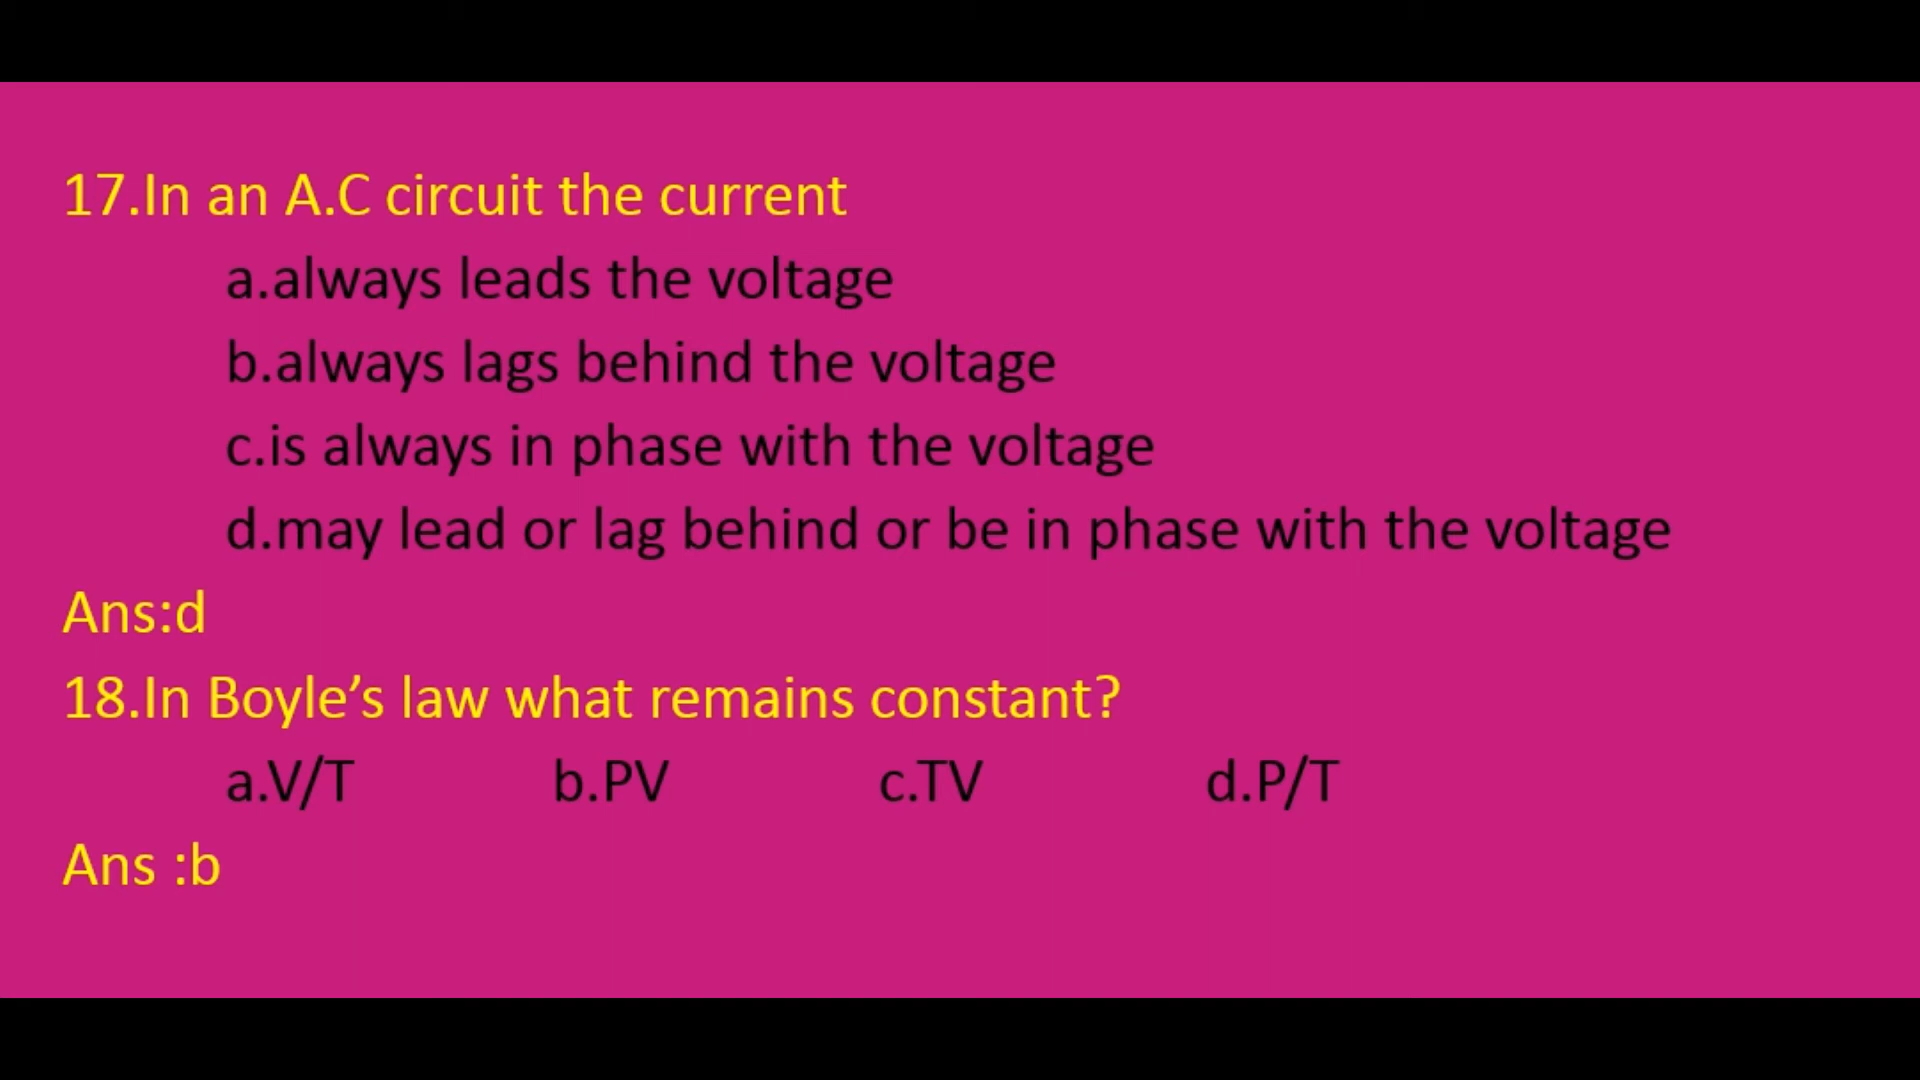 17.In an A.C circuit the current
a.always leads the voltage
b.always lags behind the voltage
c.is always in phase with the voltage
d.may lead or lag behind or be in phase with the voltage
Ans:d
18.In Boyle’s law what remains constant?
a.V/T b.PV c.TV d.P/T
Ans :b